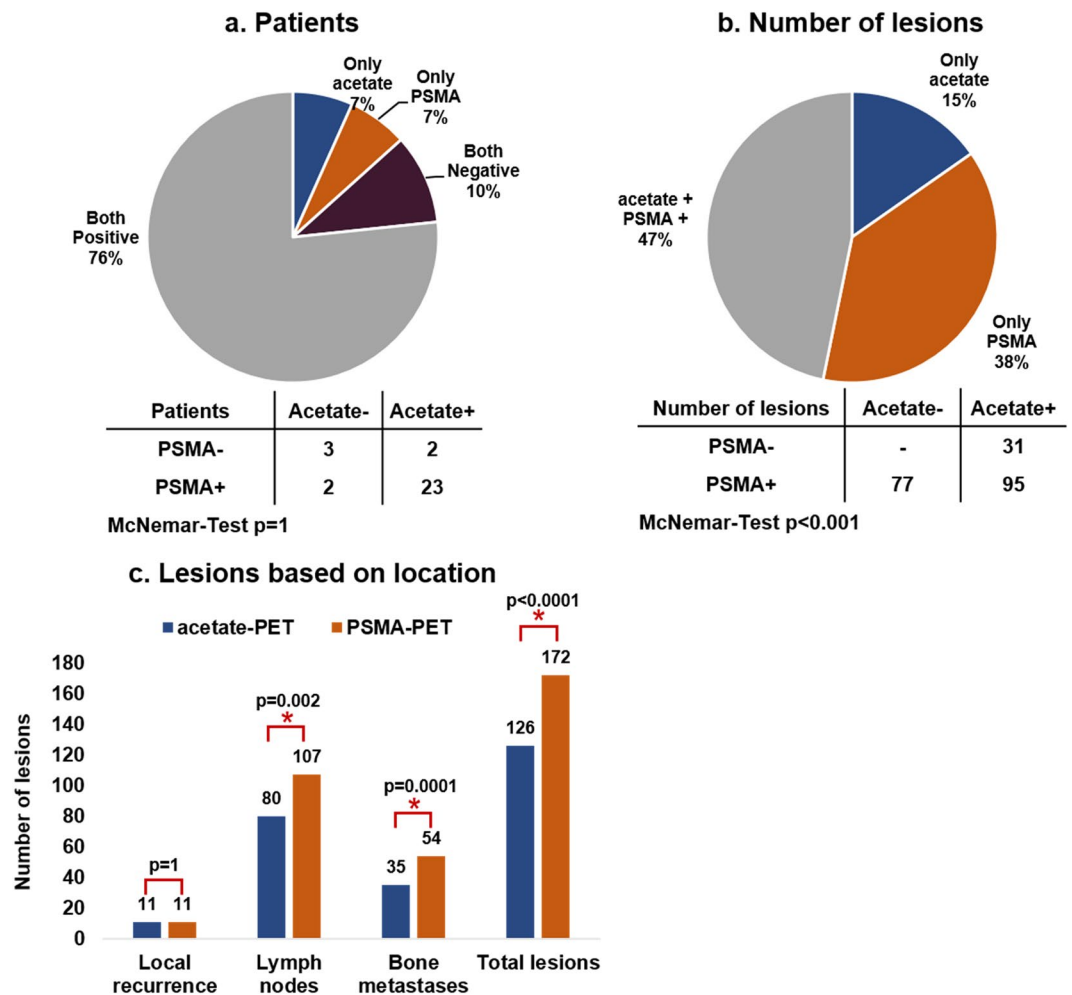 a. Patients
Only
acetate
7%
Only
PSMA
7%
Both
Negative
10%
Both
Positive
76%
Patients Acetate- Acetate+
PSMA- 3 2
PSMA+ 2 23
McNemar-Test p=1
b. Number of lesions
Only
acetate
15%
acetate +
PSMA +
47%
Only
PSMA
38%
Number of lesions Acetate- Acetate+
PSMA- - 31
PSMA+ 77 95
McNemar-Test p<0.001
c. Lesions based on location
acetate-PET PSMA-PET
Number of lesions
180
160
140
120
100
80
60
40
20
0
p=1
11 11
p=0.002
*
80 107
p=0.0001
*
35 54
p<0.0001
*
126 172
Local
recurrence
Lymph
nodes
Bone
metastases
Total lesions